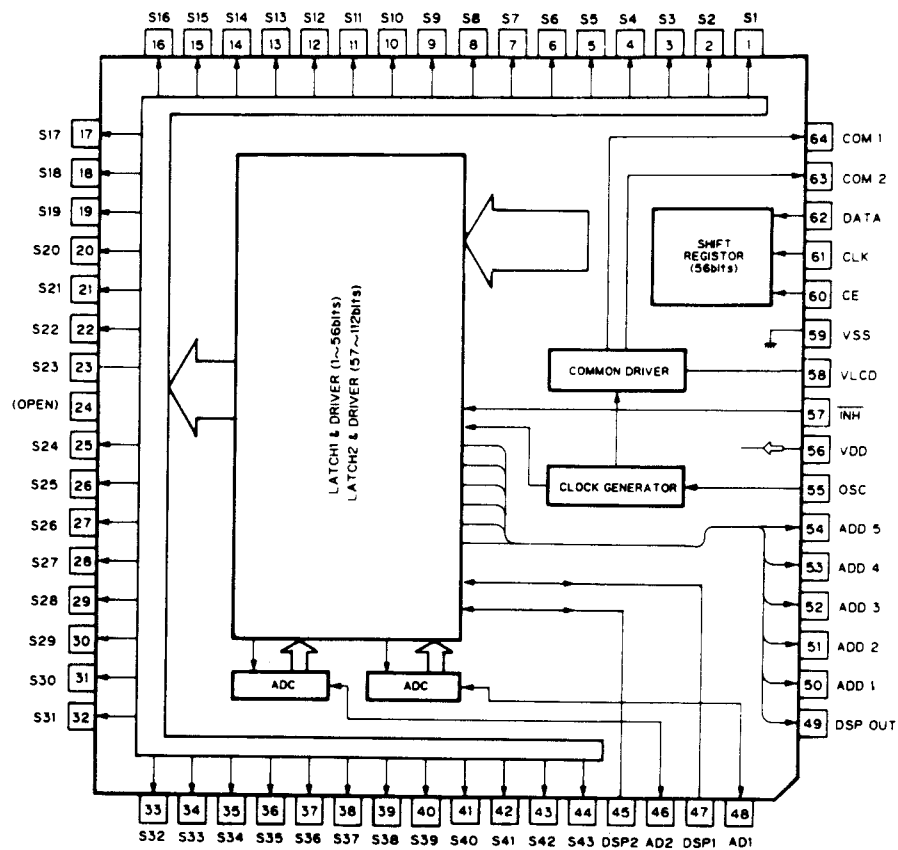 S16 S15 S14 S13 S12 S11 S10 S9 S8 S7 S6 S5 S4 S3 S2 S1
16 15 14 13 12 11 10 9 8 7 6 5 4 3 2 1
S17 17
S18 18
S19 19
S20 20
S21 21
S22 22
S23 23
(OPEN) 24
S24 25
S25 26
S26 27
S27 28
S28 29
S29 30
S30 31
S31 32
LATCH1 & DRIVER (1~56bits)
LATCH2 & DRIVER (57~112bits)
SHIFT
REGISTOR
(56bits)
COMMON DRIVER
CLOCK GENERATOR
ADC
ADC
64 COM 1
63 COM 2
62 DATA
61 CLK
60 CE
59 VSS
58 VLCD
57 INH
56 VDD
55 OSC
54 ADD 5
53 ADD 4
52 ADD 3
51 ADD 2
50 ADD 1
49 DSP OUT
33 34 35 36 37 38 39 40 41 42 43 44 45 46 47 48
S32 S33 S34 S35 S36 S37 S38 S39 S40 S41 S42 S43 DSP2 AD2 DSP1 AD1